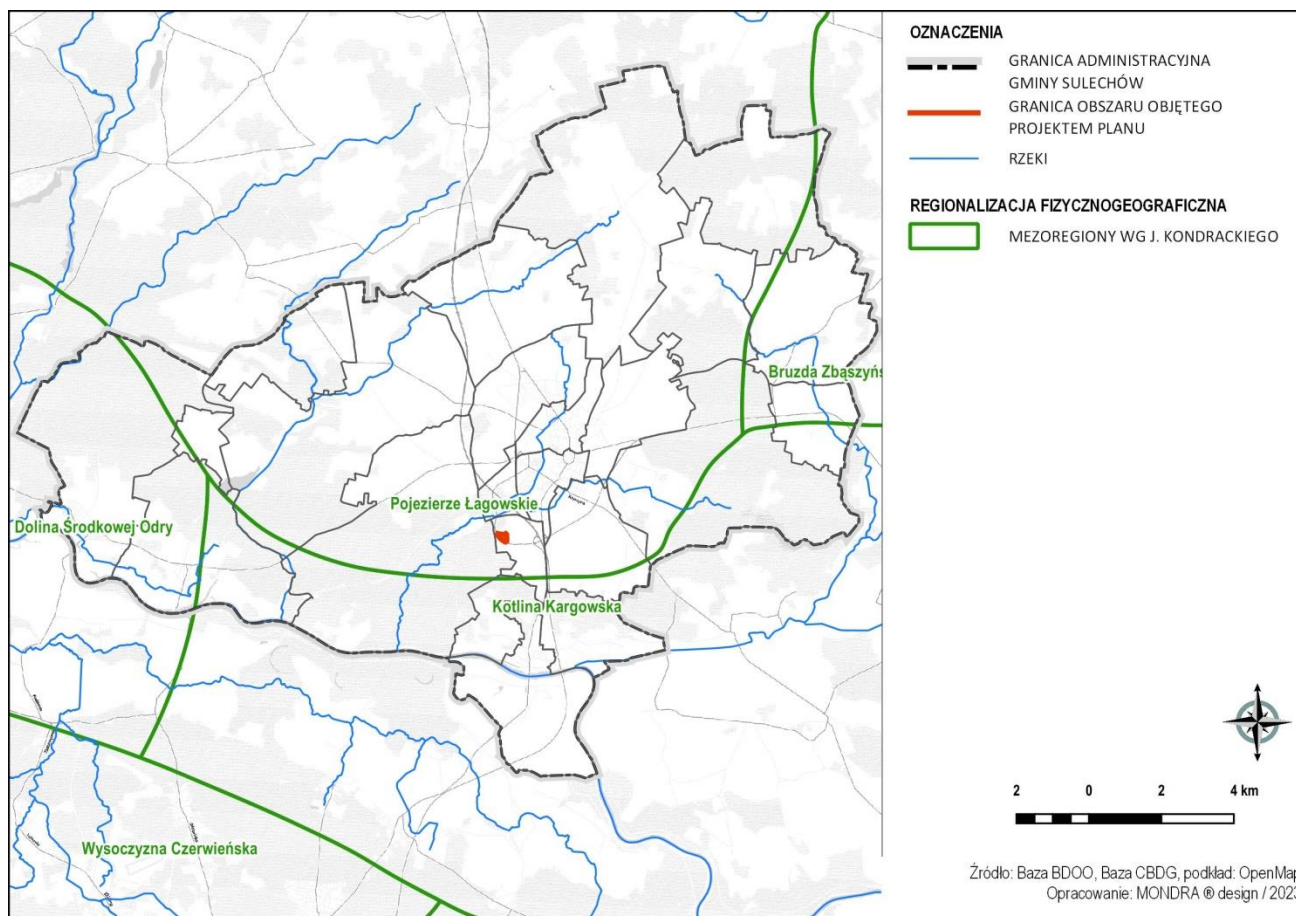 OZNACZENIA
GRANICA ADMINISTRACYJNA
GMINY SULECHÓW
GRANICA OBSZARU OBJĘTEGO
PROJEKTEM PLANU
RZEKI
REGIONALIZACJA FIZYCZNOGEOGRAFICZNA
MEZOREGIONY WG J. KONDRACKIEGO
Bruzda Zbąszyńs
Pojezierze Łagowskie
Dolina Środkowej Odry
Kotlina Kargowska
Wysoczyzna Czerwieńska
2 0 2 4 km
Źródło: Baza BDOO, Baza CBDG, podkład: OpenMap
Opracowanie: MONDRA ® design / 2023